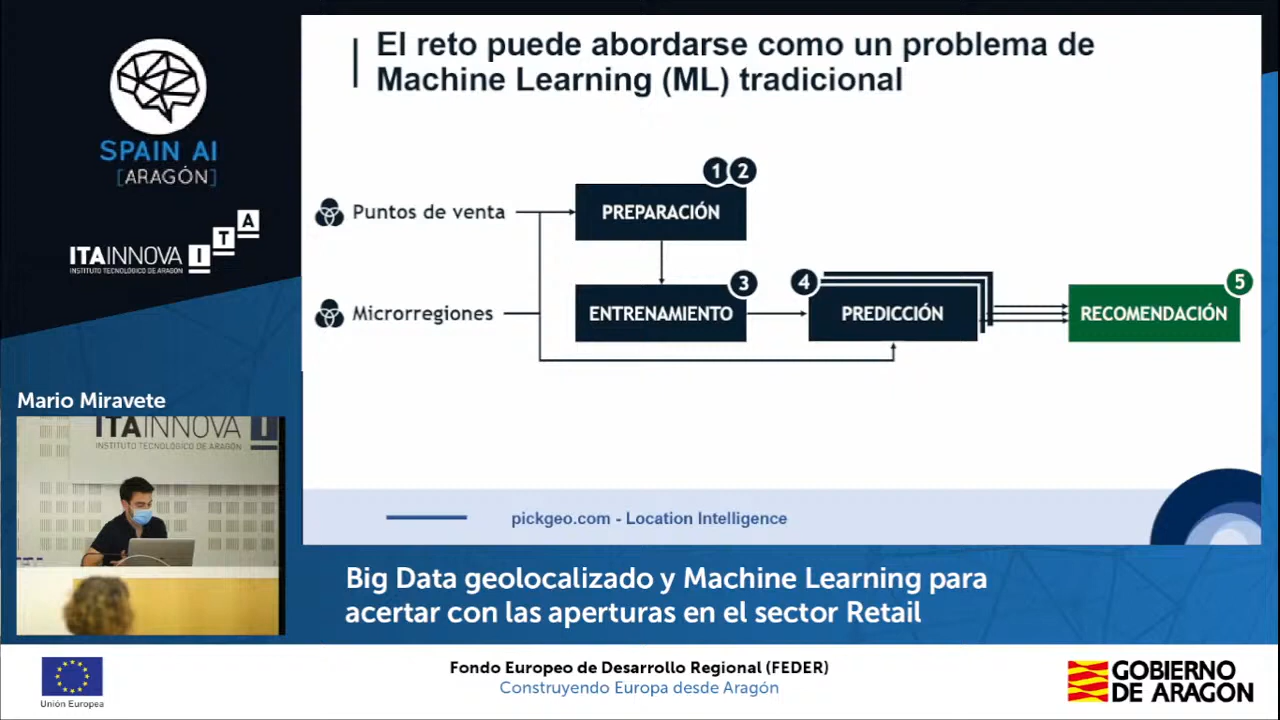 El reto puede abordarse como un problema de
Machine Learning (ML) tradicional
SPAIN AI
[ARAGÓN]
ITAINNOVA
INSTITUTO TECNOLÓGICO DE ARAGÓN
I
T
A
1 2
Puntos de venta
PREPARACIÓN
3
4
5
Microrregiones
ENTRENAMIENTO
PREDICCIÓN
RECOMENDACIÓN
Mario Miravete
ITAINNOVA I
INSTITUTO TECNOLÓGICO DE ARAGÓN
pickgeo.com - Location Intelligence
Big Data geolocalizado y Machine Learning para
acertar con las aperturas en el sector Retail
Unión Europea
Fondo Europeo de Desarrollo Regional (FEDER)
Construyendo Europa desde Aragón
GOBIERNO
DE ARAGON